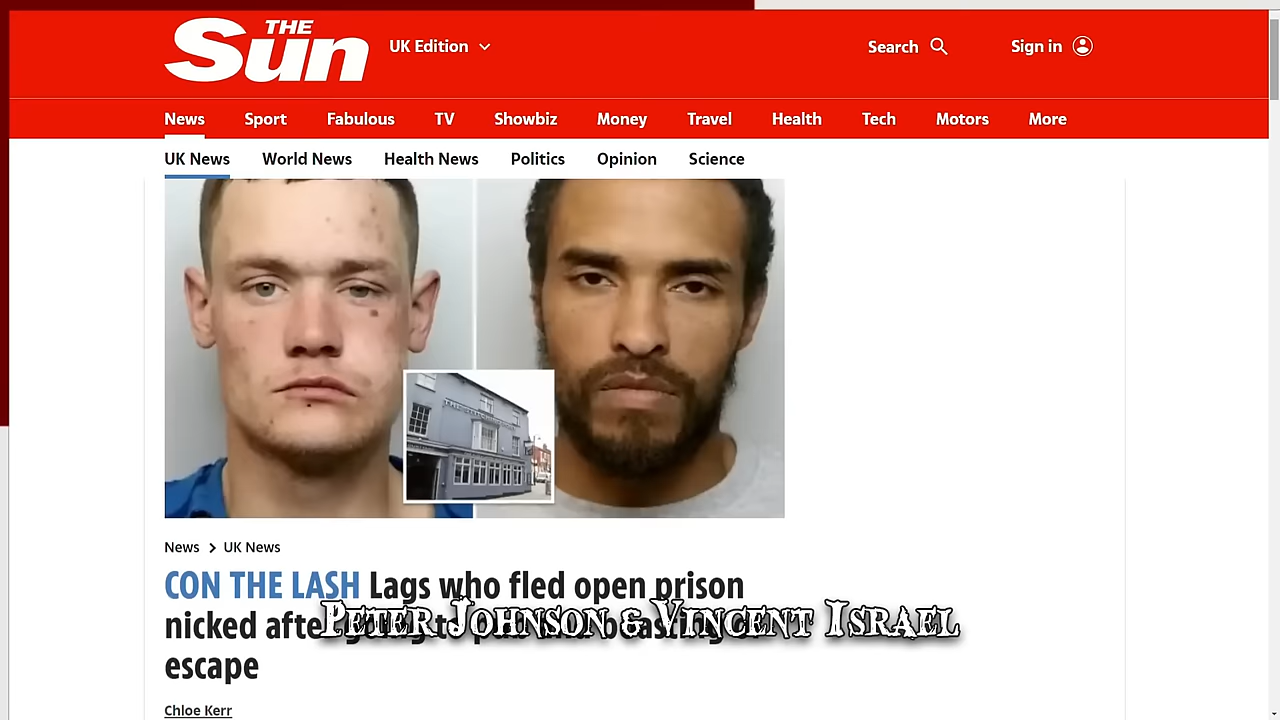 THE
Sun
UK Edition
Search
Sign in
News Sport Fabulous TV Showbiz Money Travel Health Tech Motors More
UK News World News Health News Politics Opinion Science
News > UK News
CON THE LASH Lags who fled open prison
nicked after
Peter Johnson & Vincent Israel
escape
Chloe Kerr